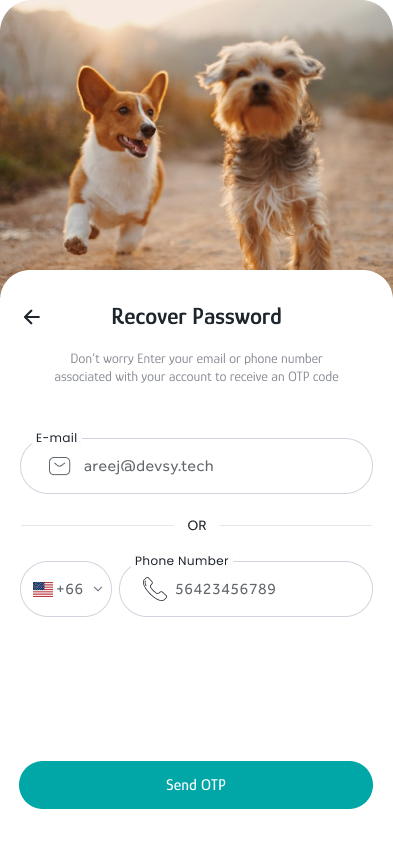 Recover Password
Don't worry Enter your email or phone number
associated with your account to receive an OTP code
E-mail
areej@devsy.tech
OR
Phone Number
+66
56423456789
Send OTP